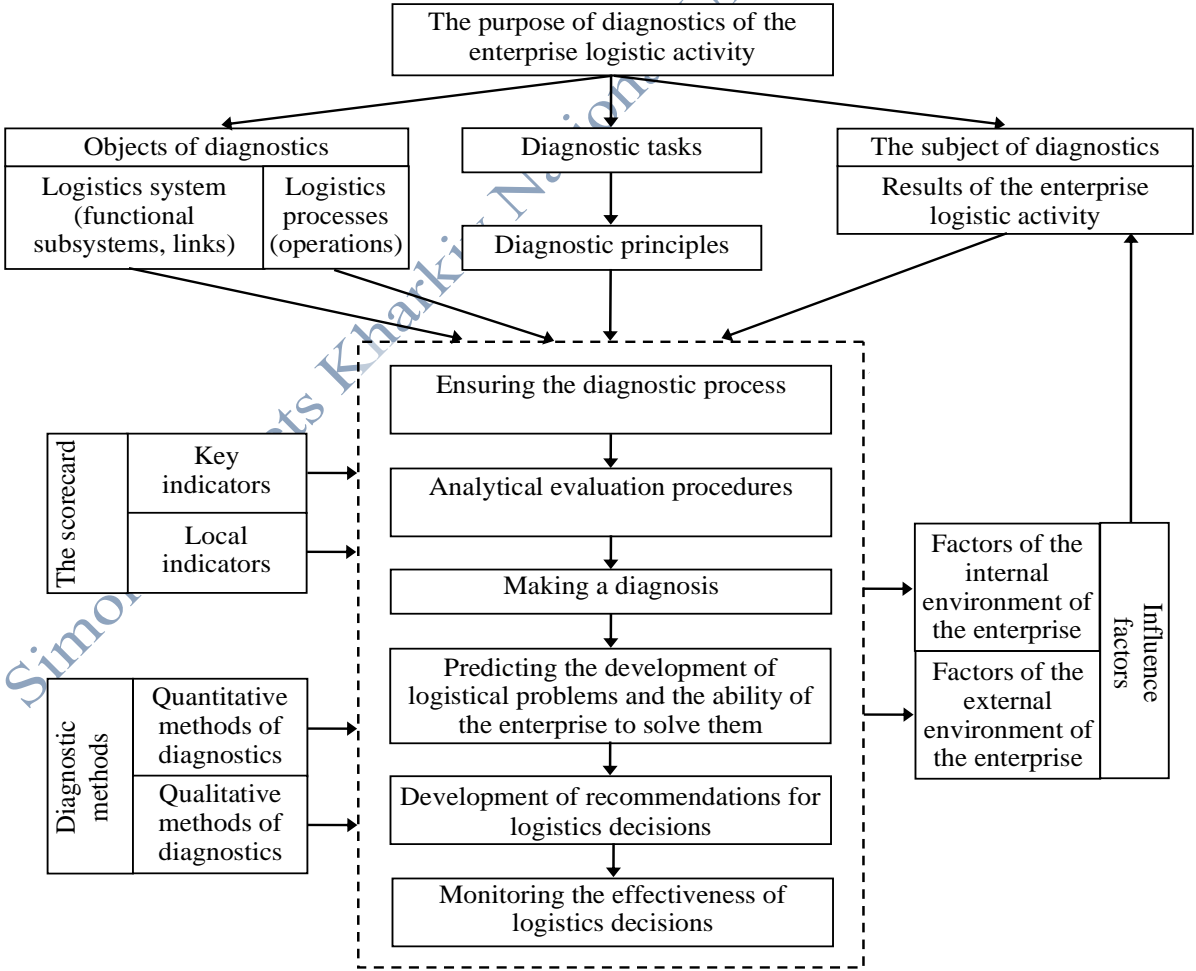 The purpose of diagnostics of the
enterprise logistic activity
Objects of diagnostics
Logistics system
(functional
subsystems, links)
Logistics
processes
(operations)
Diagnostic tasks
Diagnostic principles
The subject of diagnostics
Results of the enterprise
logistic activity
Ensuring the diagnostic process
Analytical evaluation procedures
Making a diagnosis
Predicting the development of
logistical problems and the ability of
the enterprise to solve them
Development of recommendations for
logistics decisions
Monitoring the effectiveness of
logistics decisions
The scorecard
Key
indicators
Local
indicators
Diagnostic
methods
Quantitative
methods of
diagnostics
Qualitative
methods of
diagnostics
Factors of the
internal
environment of
the enterprise
Factors of the
external
environment of
the enterprise
Influence
factors
Kharkiv